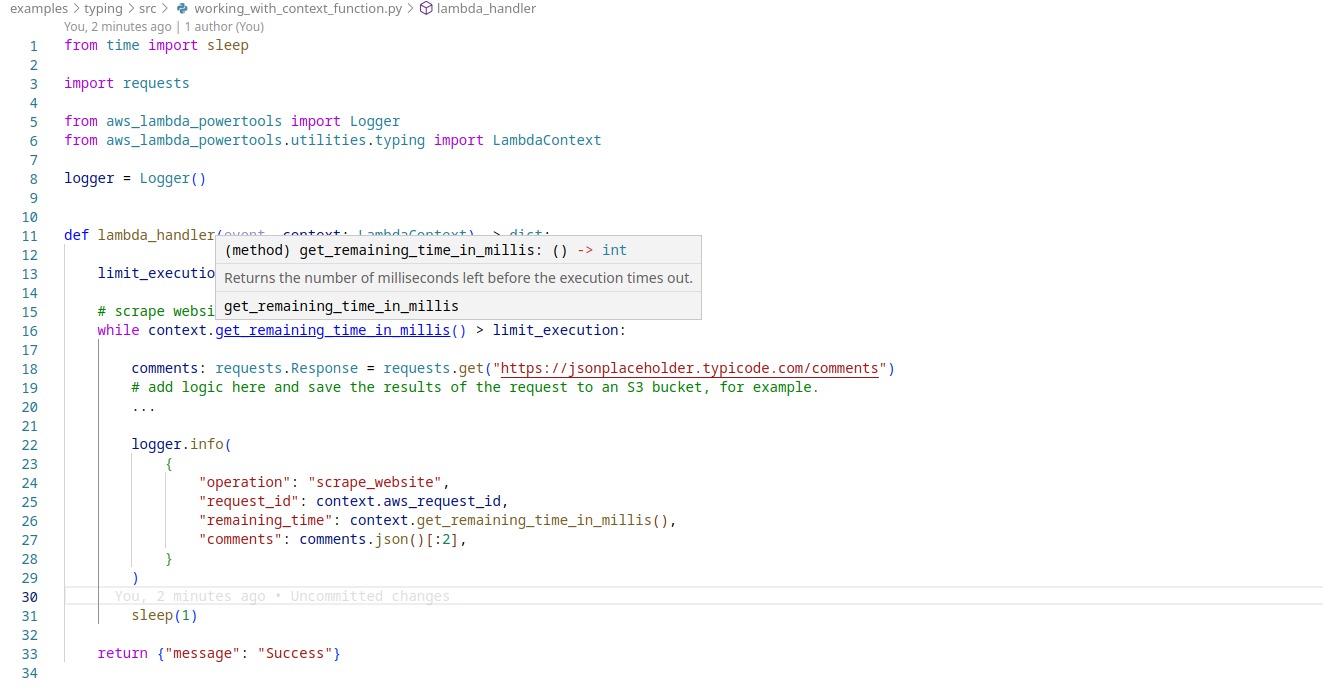 examples > typing > src > working_with_context_function.py > lambda_handler
You, 2 minutes ago | 1 author (You)
1 from time import sleep
2
3 import requests
4
5 from aws_lambda_powertools import Logger
6 from aws_lambda_powertools.utilities.typing import LambdaContext
7
8 logger = Logger()
9
10
11 def lambda_handler(event, context: LambdaContext) -> dict:
(method) get_remaining_time_in_millis: () -> int
12
13 limit_executio
Returns the number of milliseconds left before the execution times out.
14
15 # scrape websi
get_remaining_time_in_millis
16 while context.get_remaining_time_in_millis() > limit_execution:
17
18 comments: requests.Response = requests.get("https://jsonplaceholder.typicode.com/comments")
19 # add logic here and save the results of the request to an S3 bucket, for example.
20 ...
21
22 logger.info(
23 {
24 "operation": "scrape_website",
25 "request_id": context.aws_request_id,
26 "remaining_time": context.get_remaining_time_in_millis(),
27 "comments": comments.json()[:2],
28 }
29 )
30 You, 2 minutes ago • Uncommitted changes
31 sleep(1)
32
33 return {"message": "Success"}
34